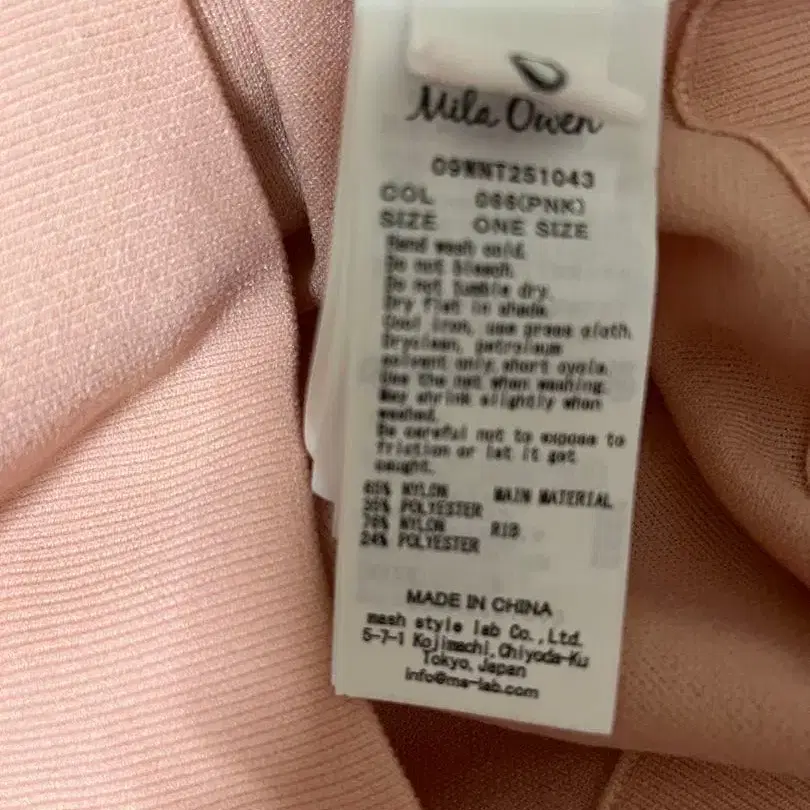 Mila Owen
09WNT251043
COL 066(PNK)
SIZE ONE SIZE
Hand wash cold.
Do not bleach.
Do not tumble dry.
Dry flat in shade.
Cool iron, use press cloth.
Dryclean, petroleum
solvent only, short cycle.
Use the net when washing.
May shrink slightly when
washed.
Be careful not to expose to
friction or let it get
caught.
65% NYLON MAIN MATERIAL
35% POLYESTER
76% NYLON RIB
24% POLYESTER
MADE IN CHINA
mash style lab Co.,Ltd.
5-7-1 Kojimachi,Chiyoda-Ku
Tokyo,Japan
info@ms-lab.com